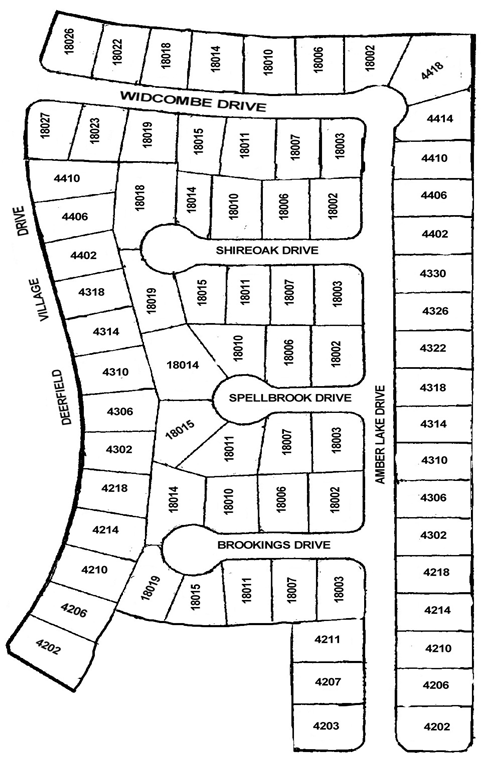 18026 18022 18018 18014 18010 18006 18002 4418
WIDCOMBE DRIVE
18027 18023 18019 18015 18011 18007 18003 4414
4410
4410 18018 18014 18010 18006 18002 4406
4406
4402
SHIREOAK DRIVE
4402
4330
4318 18019 18015 18011 18007 18003
4326
4314
4322
18014 18010 18006 18002
4310
4318
SPELLBROOK DRIVE
4306
4314
18015 18011 18007 18003
4302
4310
4218
18014 18010 18006 18002
4306
4214
4302
BROOKINGS DRIVE
4210
4218
18019 18015 18011 18007 18003
4206
4214
4202
4211
4210
4207
4206
4203
4202
DEERFIELD VILLAGE DRIVE
AMBER LAKE DRIVE